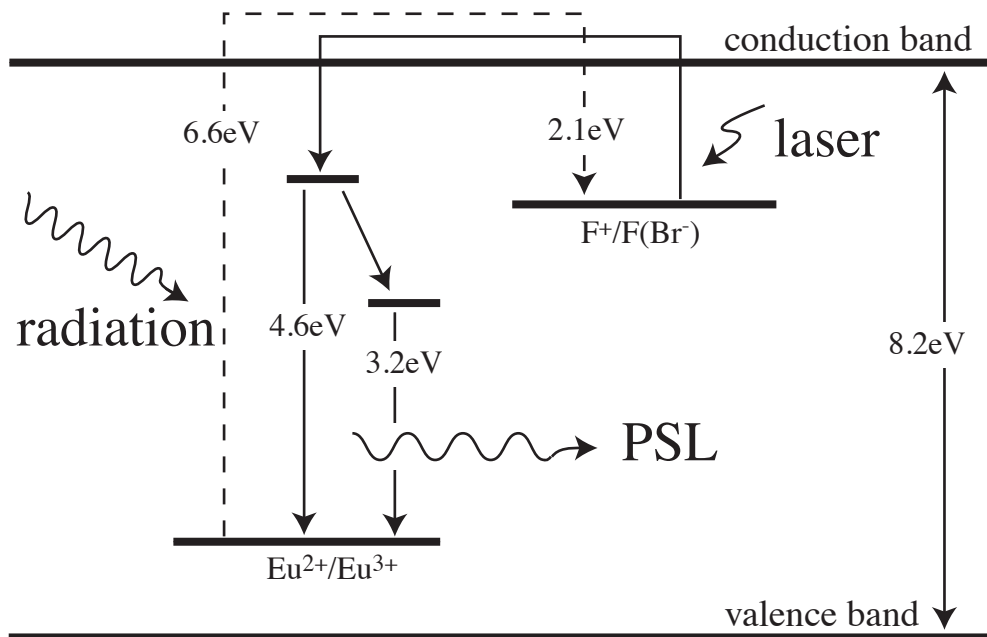 conduction band
6.6eV
2.1eV
laser
F⁺/F(Br⁻)
radiation
4.6eV
3.2eV
8.2eV
PSL
Eu²⁺/Eu³⁺
valence band